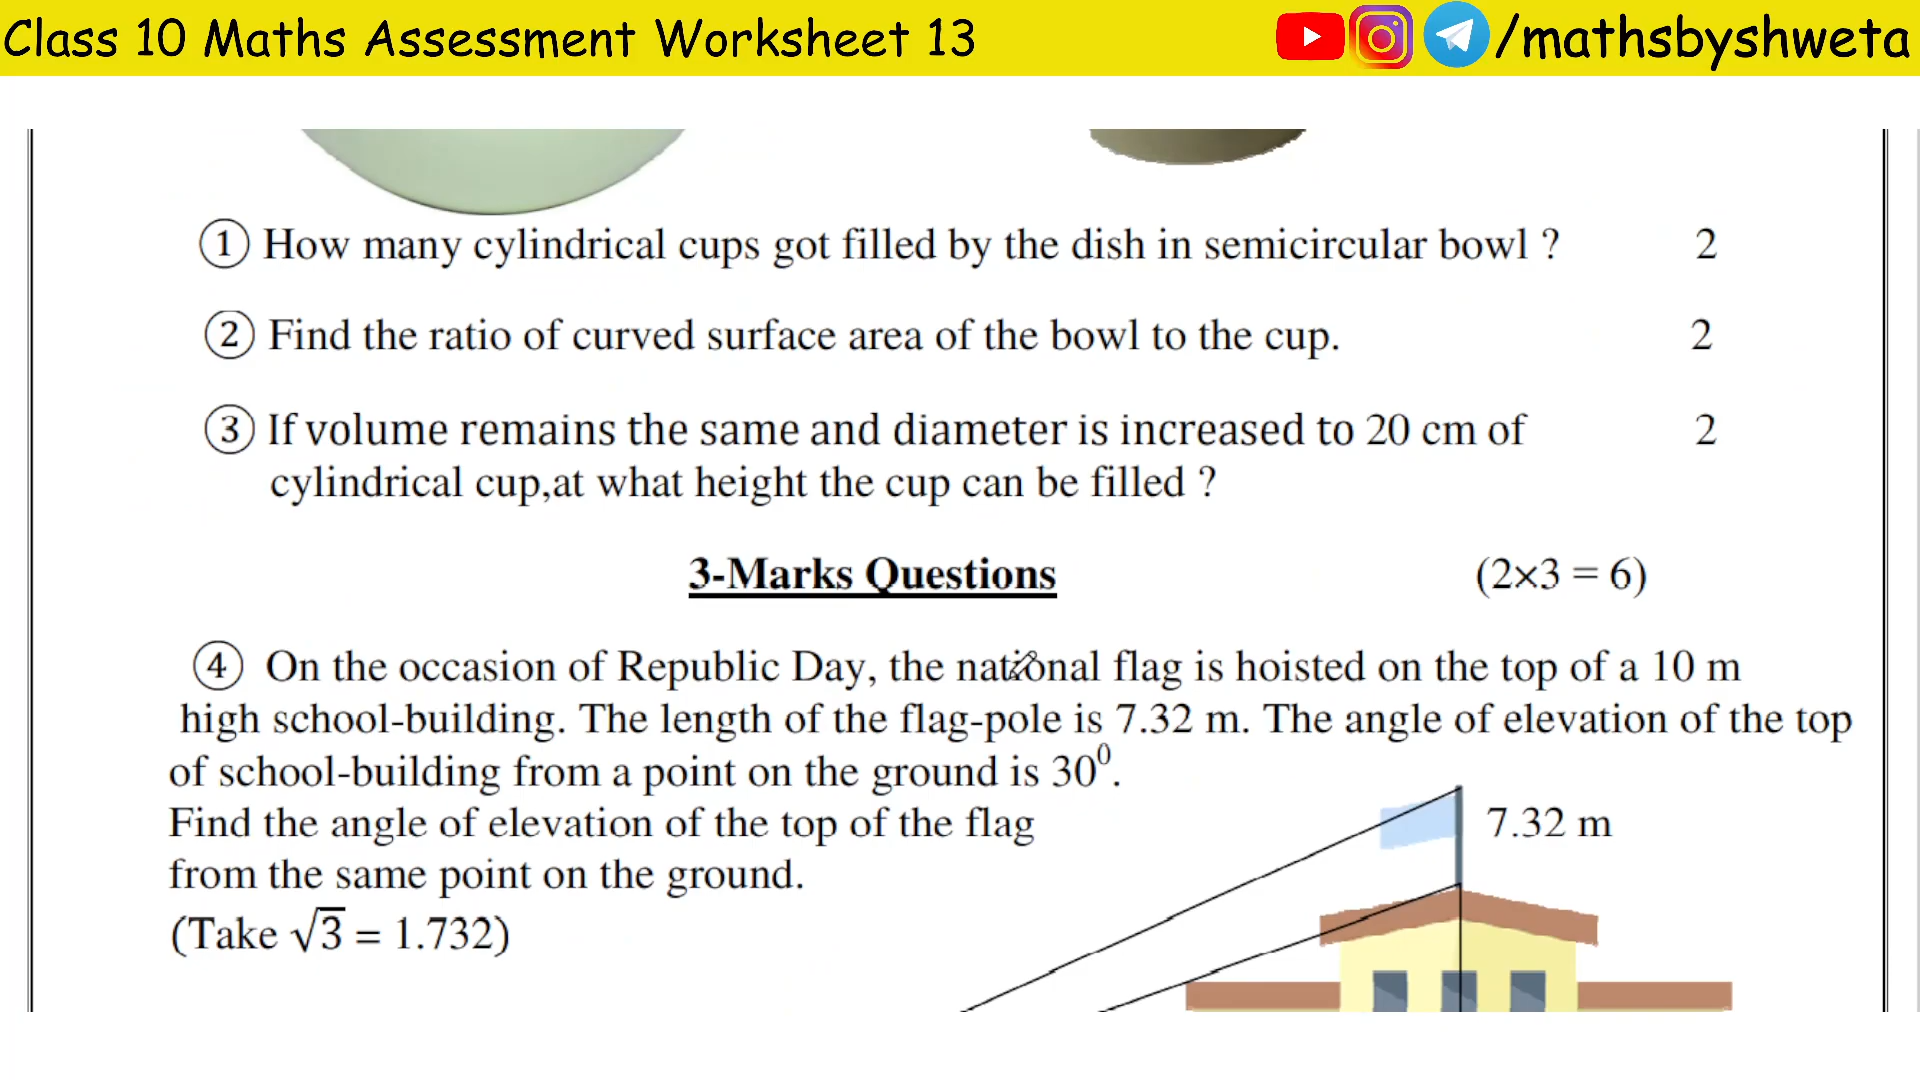 Class 10 Maths Assessment Worksheet 13
/mathsbyshweta
① How many cylindrical cups got filled by the dish in semicircular bowl ? 2
② Find the ratio of curved surface area of the bowl to the cup. 2
③ If volume remains the same and diameter is increased to 20 cm of 2
cylindrical cup,at what height the cup can be filled ?
3-Marks Questions (2×3 = 6)
④ On the occasion of Republic Day, the national flag is hoisted on the top of a 10 m
high school-building. The length of the flag-pole is 7.32 m. The angle of elevation of the top
of school-building from a point on the ground is 30⁰.
Find the angle of elevation of the top of the flag
7.32 m
from the same point on the ground.
(Take √3 = 1.732)